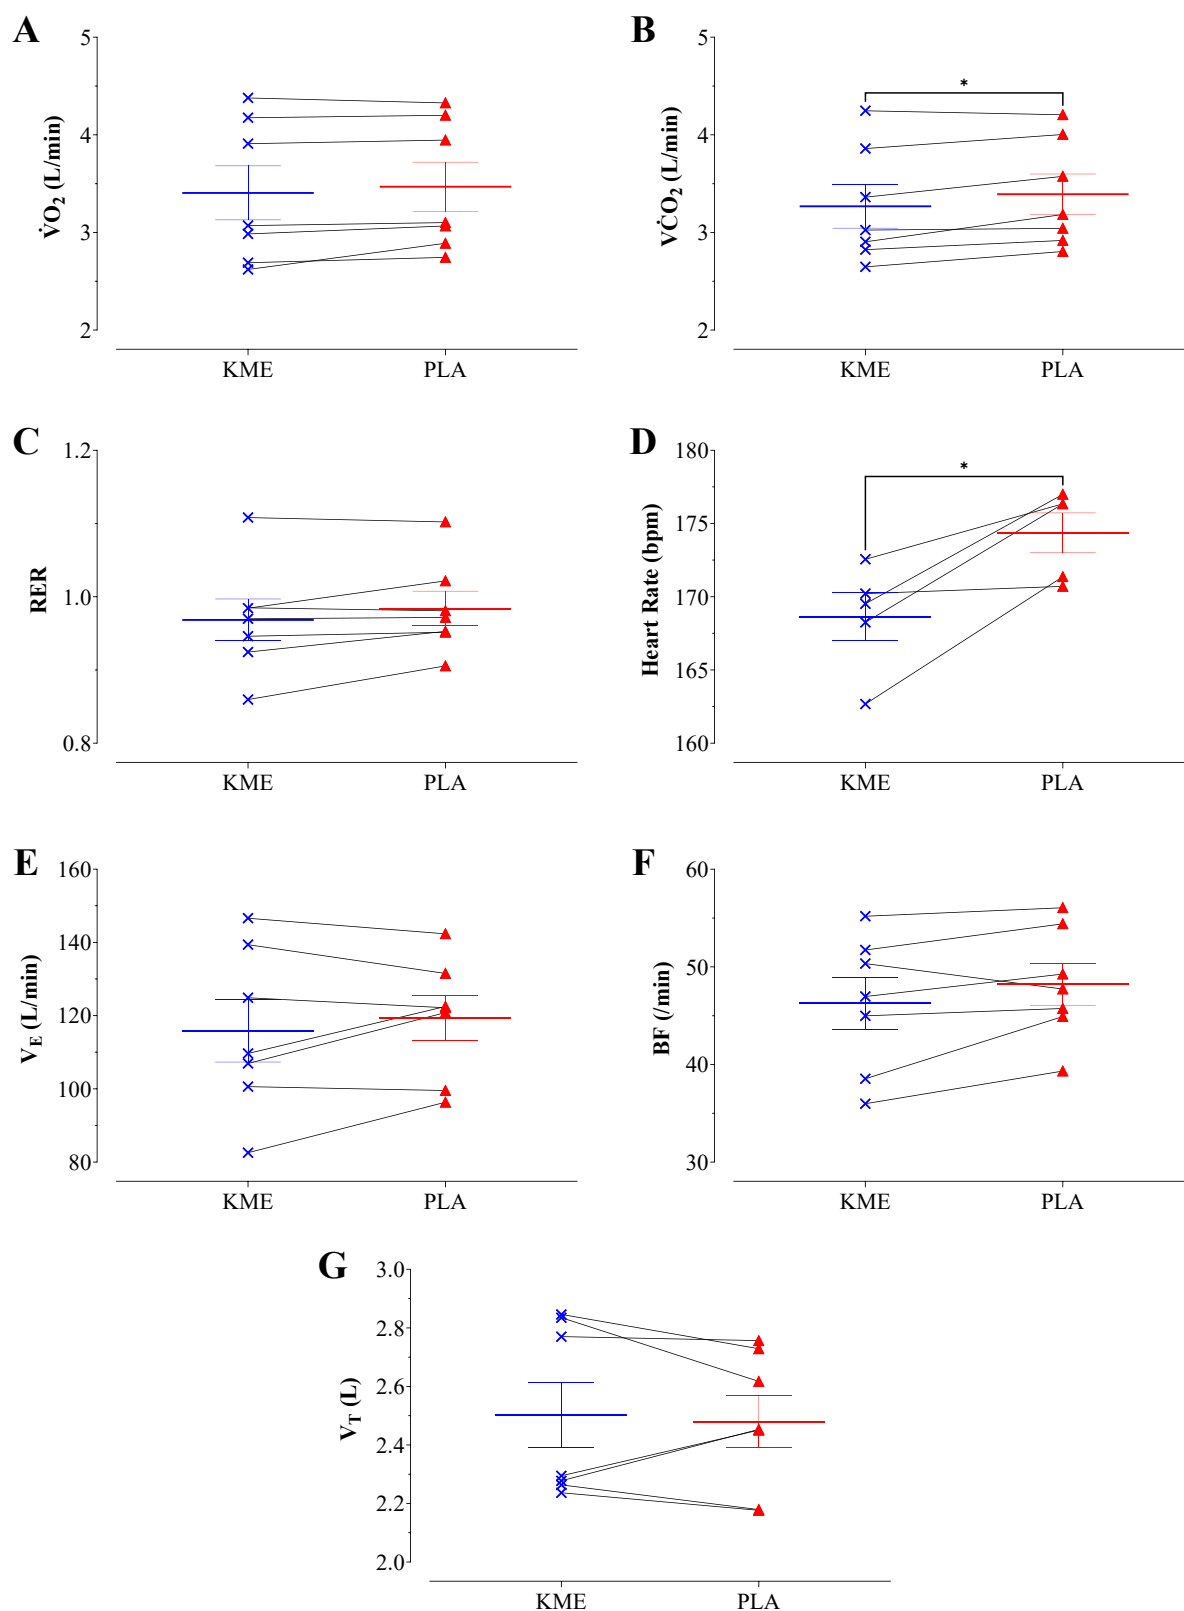 A
5
4
3
2
V̇O₂ (L/min)
KME
PLA
B
5
4
3
2
V̇CO₂ (L/min)
*
KME
PLA
C
1.2
1.0
0.8
RER
KME
PLA
D
180
175
170
165
160
Heart Rate (bpm)
*
KME
PLA
E
160
140
120
100
80
V_E (L/min)
KME
PLA
F
60
50
40
30
BF (/min)
KME
PLA
G
3.0
2.8
2.6
2.4
2.2
2.0
V_T (L)
KME
PLA